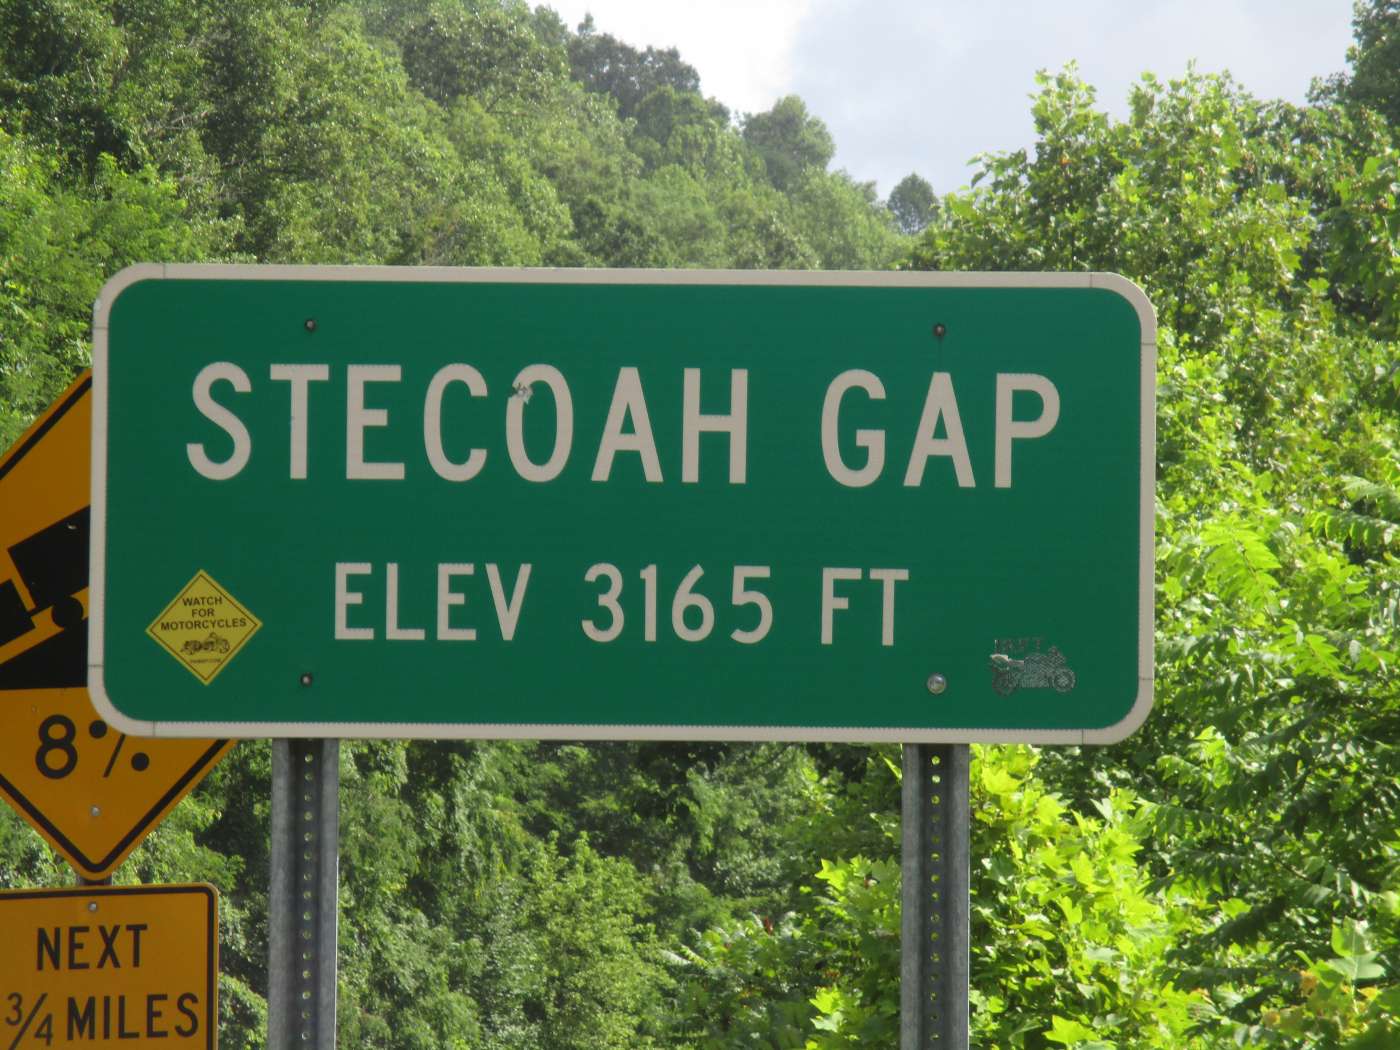 STECOAH GAP
ELEV 3165 FT
WATCH
FOR
MOTORCYCLES
8%
NEXT
3/4 MILES